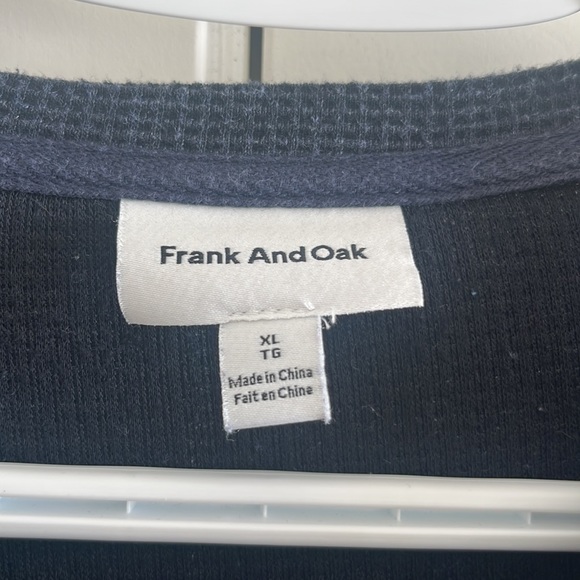 Frank And Oak
XL
TG
Made in China
Fait en Chine